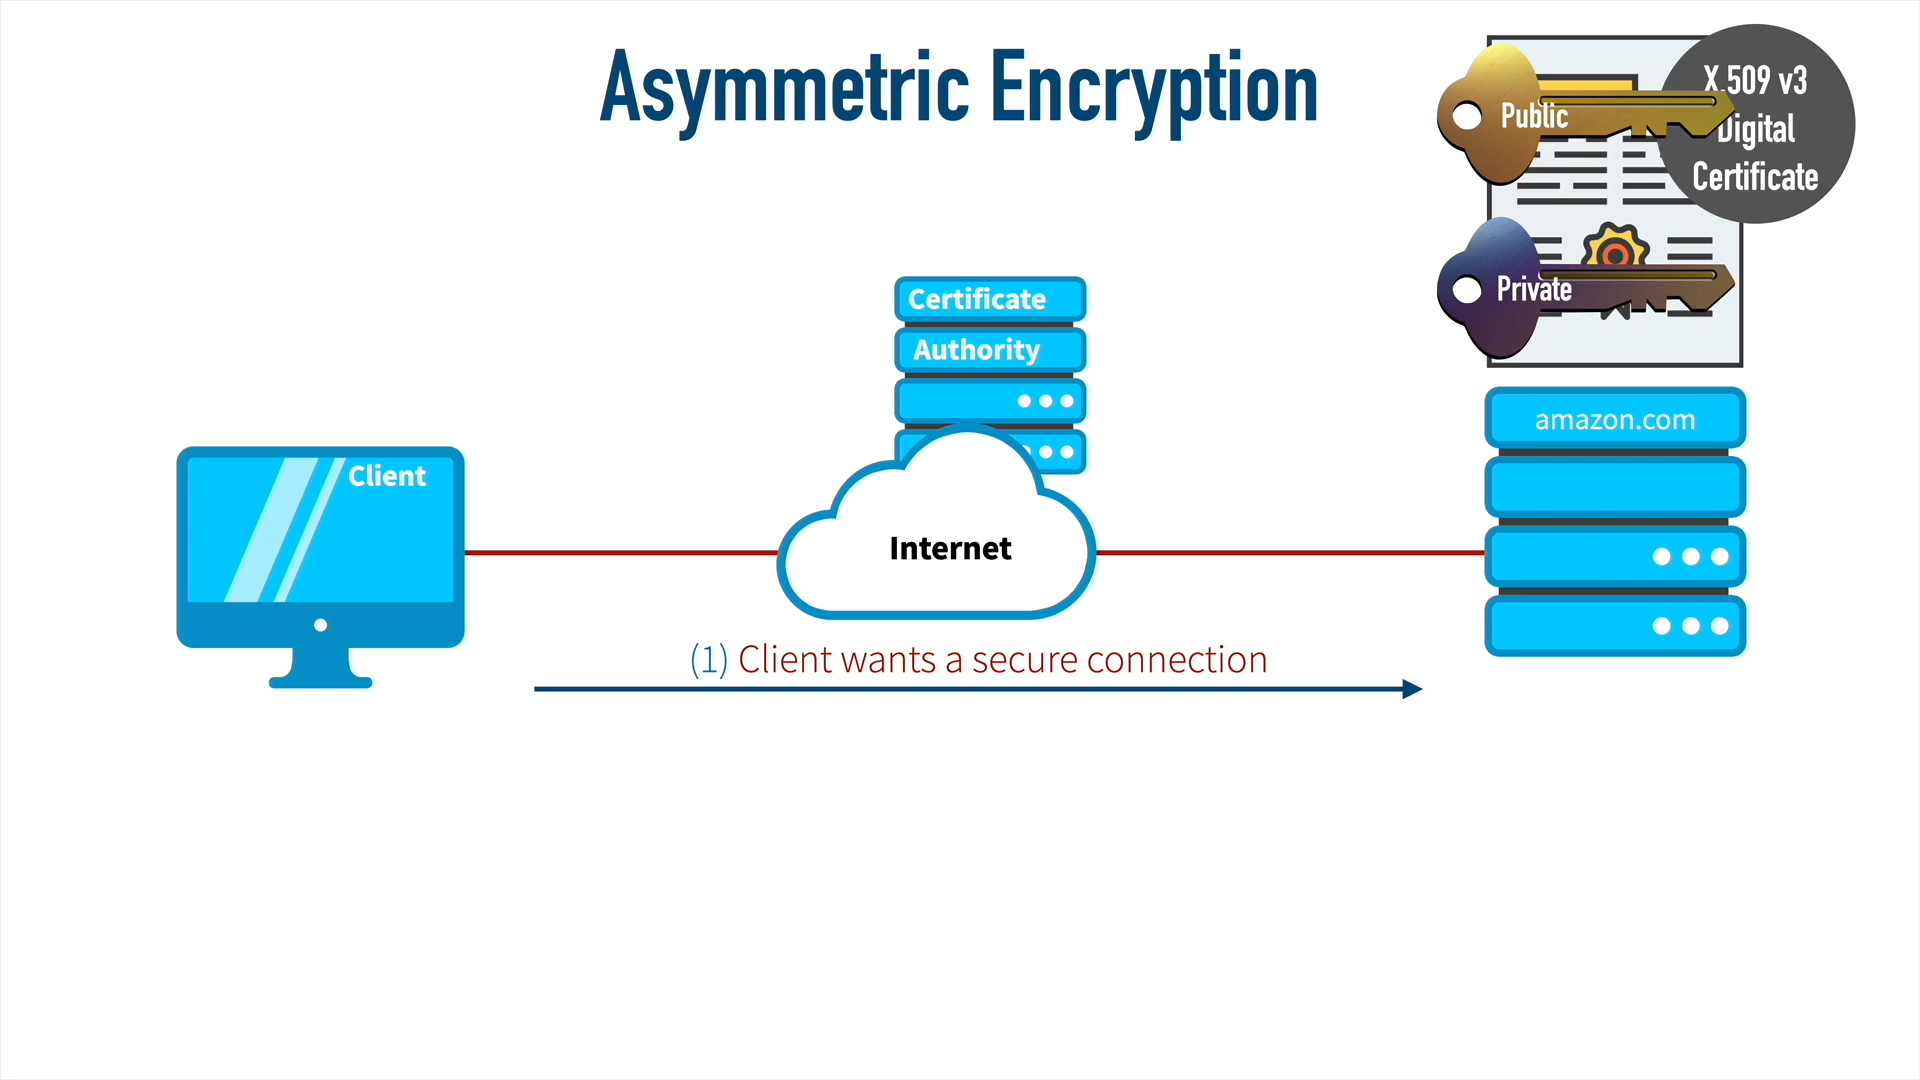 Asymmetric Encryption
X.509 v3
Digital
Certificate
Public
Private
Certificate
Authority
amazon.com
Client
Internet
(1) Client wants a secure connection